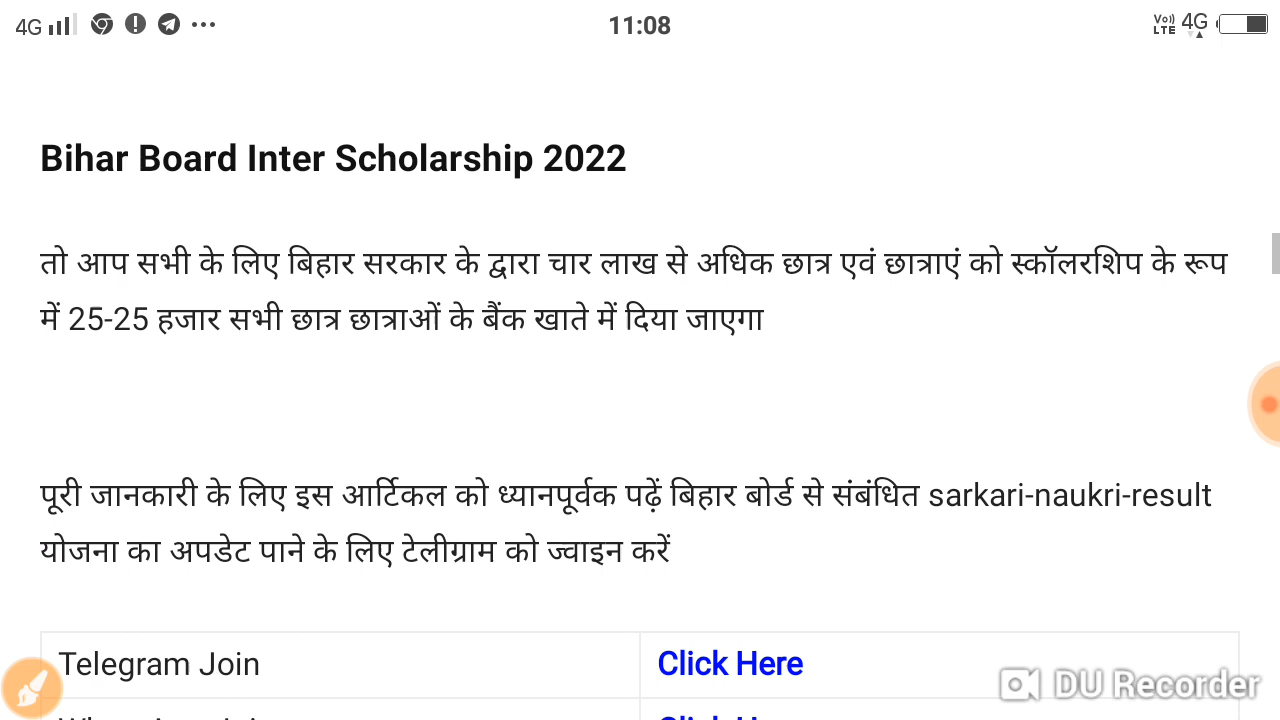 4G 11:08 Vo)) LTE 4G
Bihar Board Inter Scholarship 2022
तो आप सभी के लिए बिहार सरकार के द्वारा चार लाख से अधिक छात्र एवं छात्राएं को स्कॉलरशिप के रूप
में 25-25 हजार सभी छात्र छात्राओं के बैंक खाते में दिया जाएगा
पूरी जानकारी के लिए इस आर्टिकल को ध्यानपूर्वक पढ़ें बिहार बोर्ड से संबंधित sarkari-naukri-result
योजना का अपडेट पाने के लिए टेलीग्राम को ज्वाइन करें
Telegram Join Click Here
DU Recorder